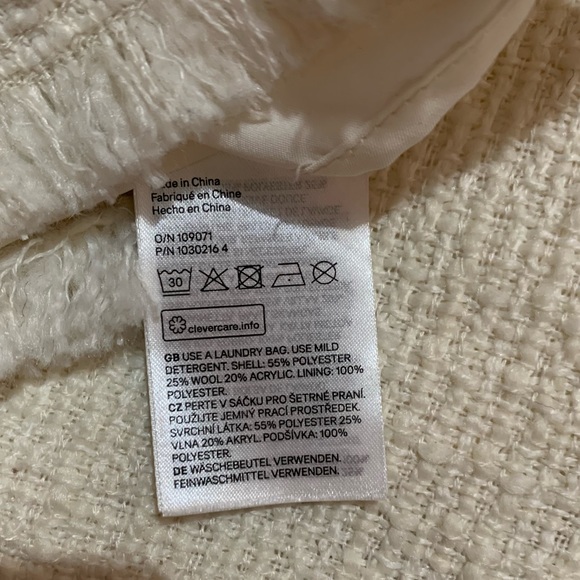 in China
Fabriqué en Chine
Hecho en China
O/N 109071
P/N 1030216 4
30
clevercare.info
GB USE A LAUNDRY BAG. USE MILD
DETERGENT. SHELL: 55% POLYESTER
25% WOOL 20% ACRYLIC. LINING: 100%
POLYESTER.
CZ PERTE V SÁČKU PRO ŠETRNÉ PRANÍ.
POUŽIJTE JEMNÝ PRACÍ PROSTŘEDEK.
SVRCHNÍ LÁTKA: 55% POLYESTER 25%
VLNA 20% AKRYL. PODŠÍVKA: 100%
POLYESTER.
DE WÄSCHEBEUTEL VERWENDEN.
FEINWASCHMITTEL VERWENDEN.